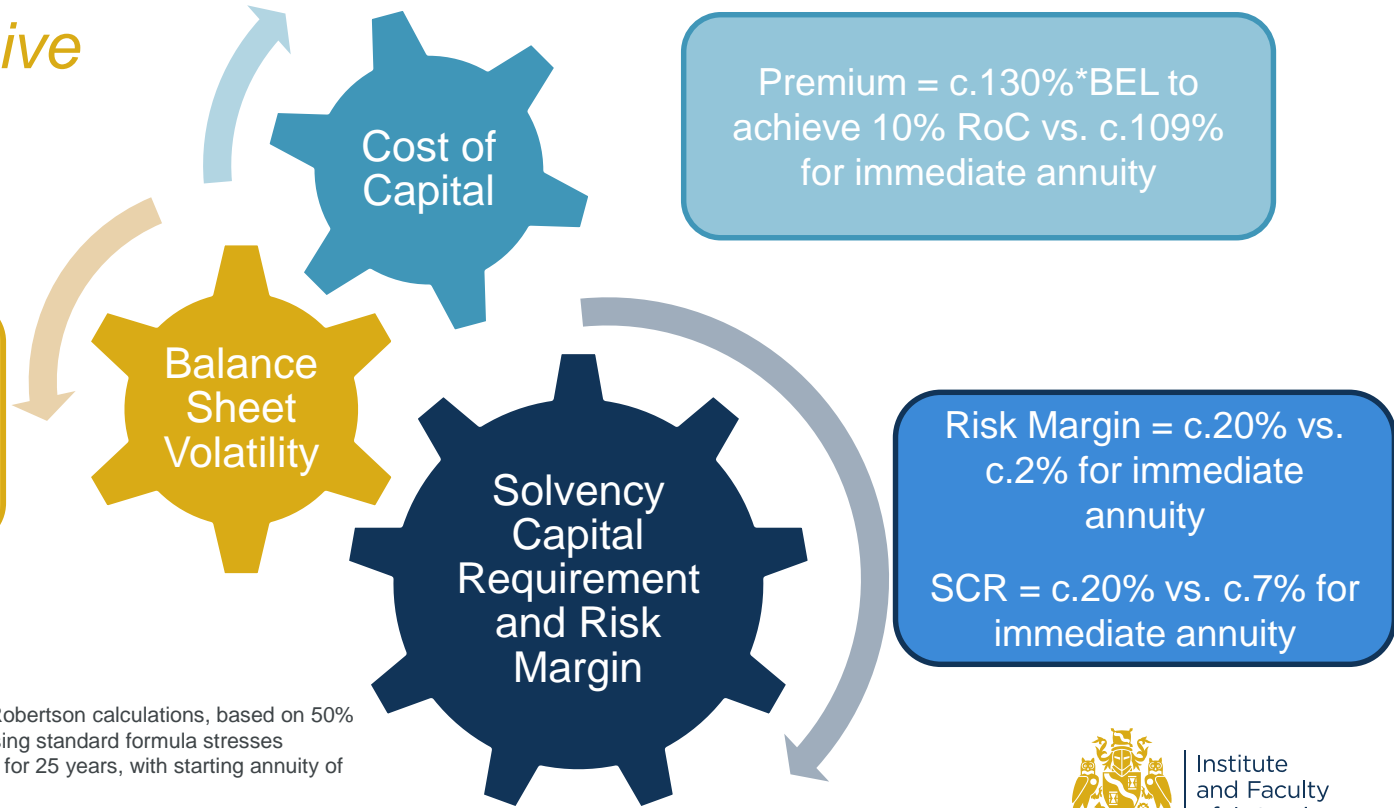 ive
Cost of
Capital
Premium = c.130%*BEL to
achieve 10% RoC vs. c.109%
for immediate annuity
Balance
Sheet
Volatility
Solvency
Capital
Requirement
and Risk
Margin
Risk Margin = c.20% vs.
c.2% for immediate
annuity
SCR = c.20% vs. c.7% for
immediate annuity
Robertson calculations, based on 50%
sing standard formula stresses
for 25 years, with starting annuity of
Institute
and Faculty